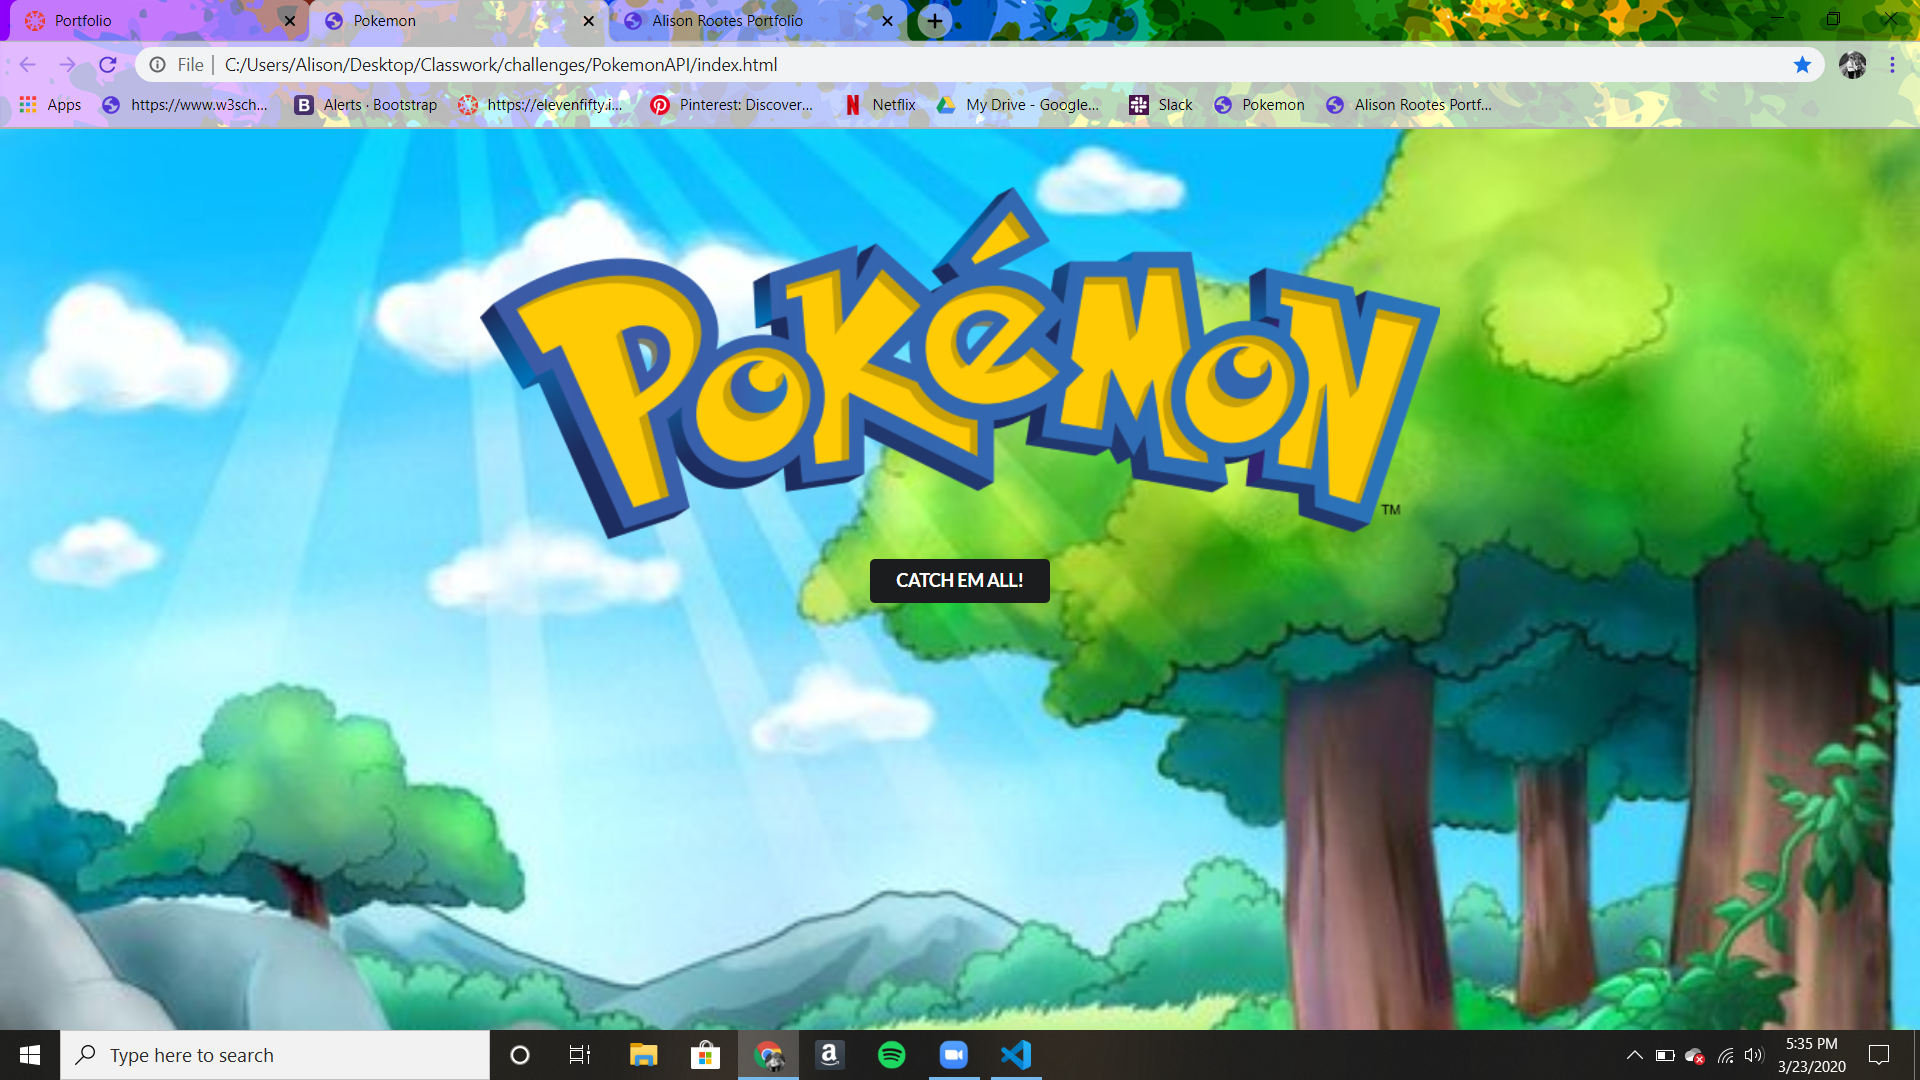 Portfolio
Pokemon
Alison Rootes Portfolio
File
C:/Users/Alison/Desktop/Classwork/challenges/PokemonAPI/index.html
Apps
https://www.w3sch...
B
Alerts · Bootstrap
https://elevenfifty.i...
Pinterest: Discover...
N
Netflix
My Drive - Google...
Slack
Pokemon
Alison Rootes Portf...
POKéMON
TM
CATCH EM ALL!
Type here to search
a
5:35 PM
3/23/2020